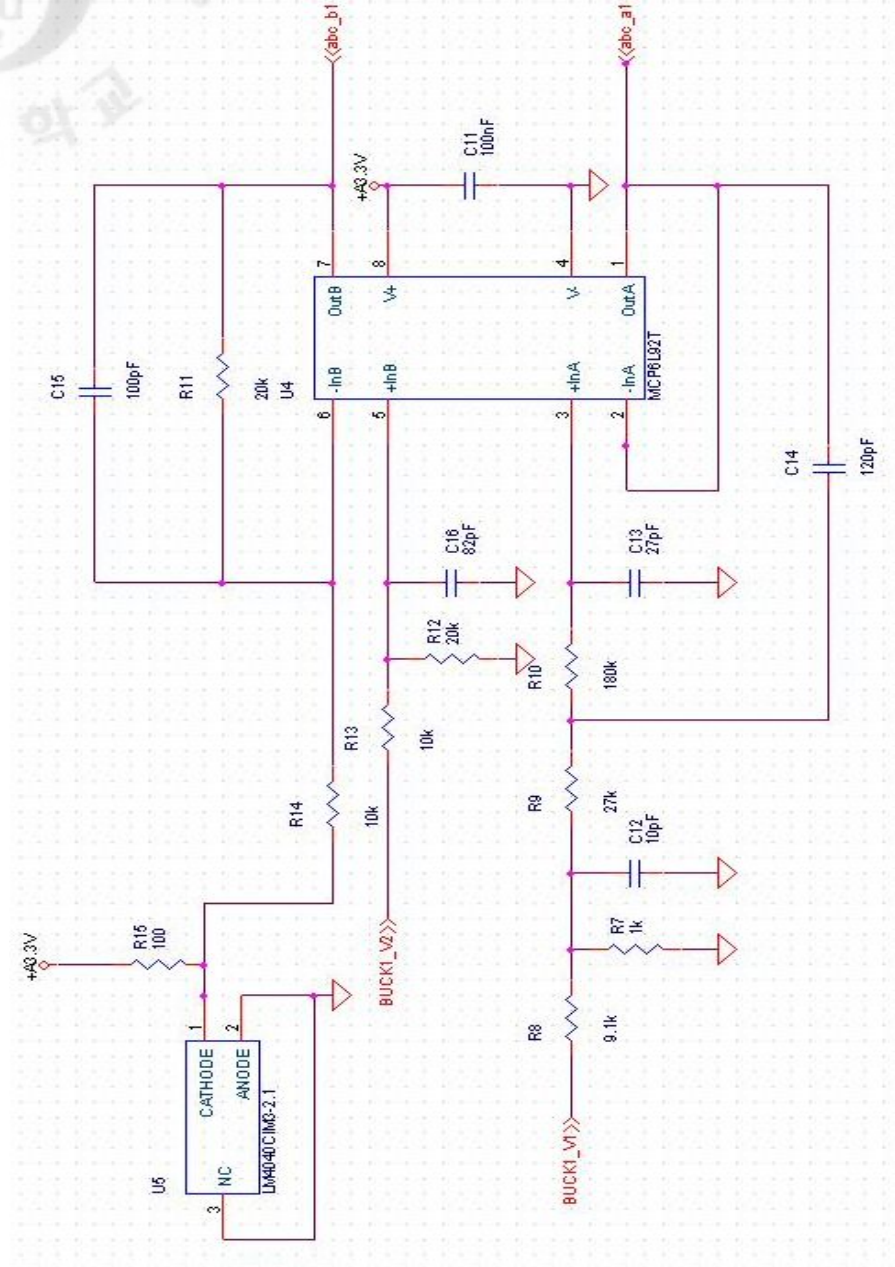 학교
abc_b1
abc_a1
C15
100pF
R11
20k
U4
+A3.3V
C11
100nF
7
8
4
1
OutB
V+
V-
OutA
-InB
+InB
+InA
-InA
6
5
3
2
MCP6L92T
C14
120pF
C16
82pF
C13
27pF
R12
20k
R10
180k
R13
10k
R14
10k
R9
27k
C12
10pF
+A3.3V
R15
100
R7
1k
BUCK1_V2
R8
9.1k
BUCK1_V1
1
2
CATHODE
ANODE
NC
U5
LM4040CIM3-2.1
3